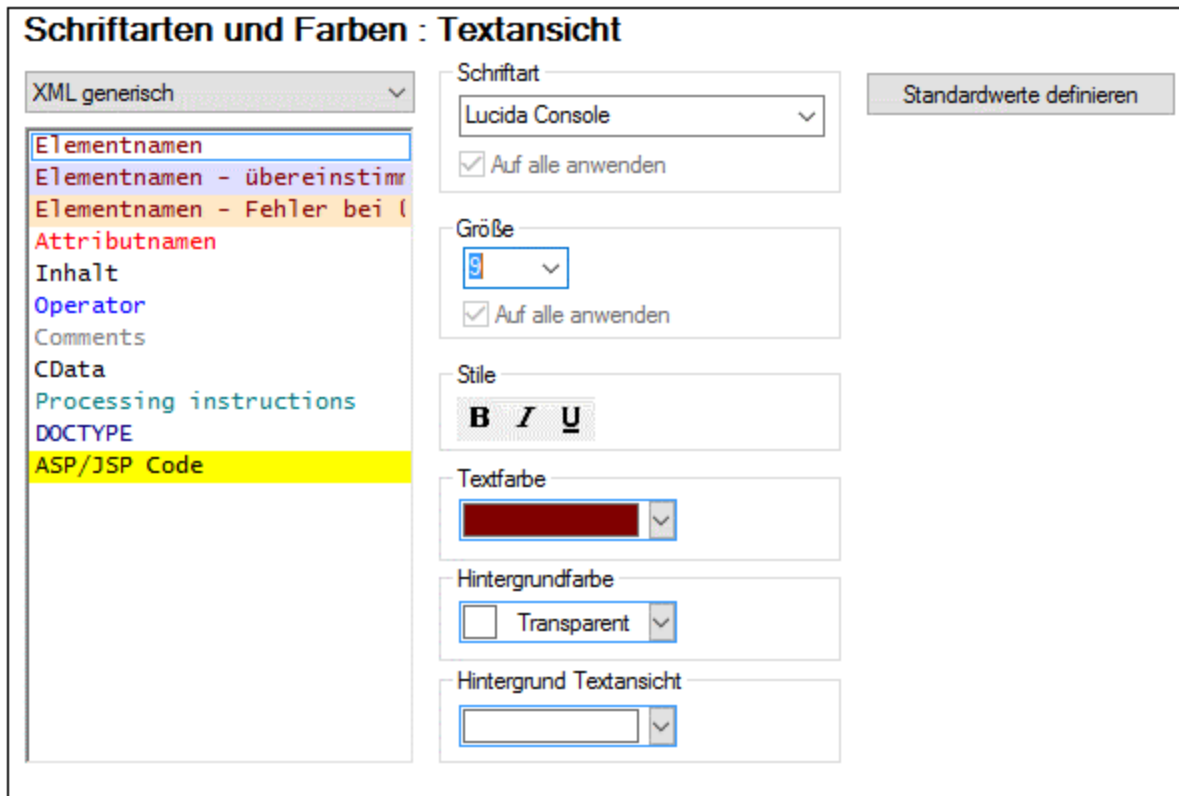 Schriftarten und Farben : Textansicht
XML generisch
Elementnamen
Elementnamen - übereinstimm
Elementnamen - Fehler bei
Attributnamen
Inhalt
Operator
Comments
CData
Processing instructions
DOCTYPE
ASP/JSP Code
Schriftart
Lucida Console
Auf alle anwenden
Größe
9
Auf alle anwenden
Stile
B I U
Textfarbe
Hintergrundfarbe
Transparent
Hintergrund Textansicht
Standardwerte definieren